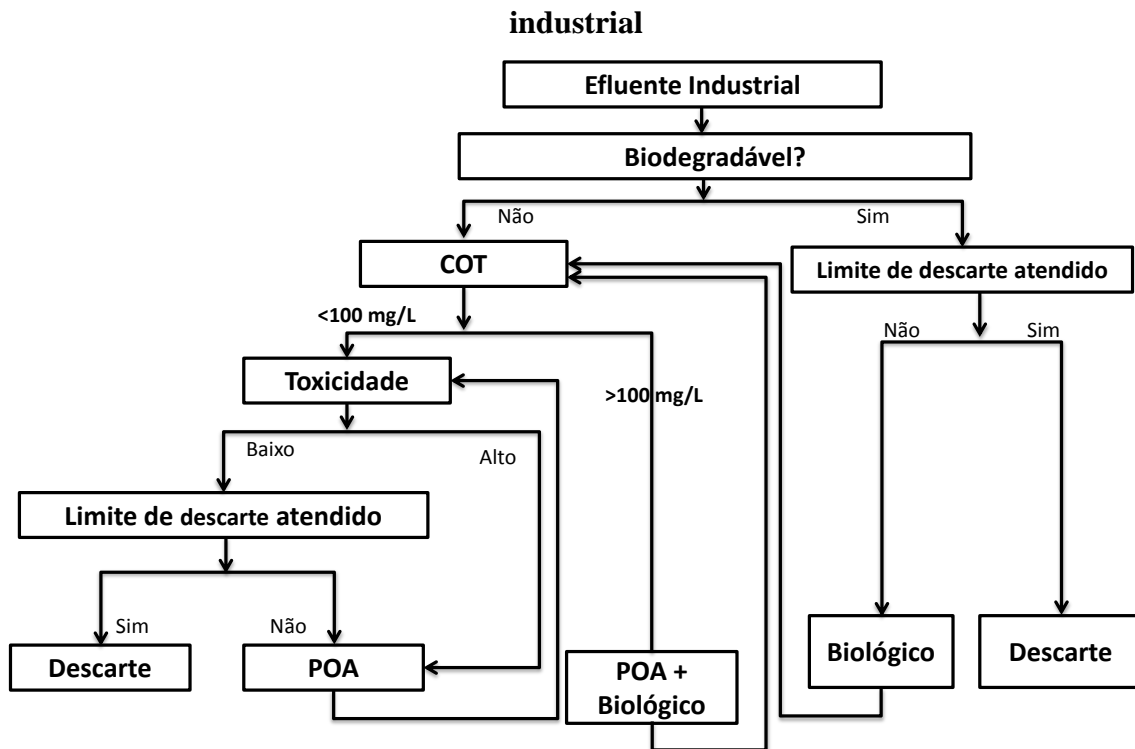 industrial
Efluente Industrial
Biodegradável?
Não
Sim
COT
Limite de descarte atendido
<100 mg/L
Não
Sim
Toxicidade
>100 mg/L
Baixo
Alto
Limite de descarte atendido
Sim
Não
Descarte
POA
POA +
Biológico
Biológico
Descarte